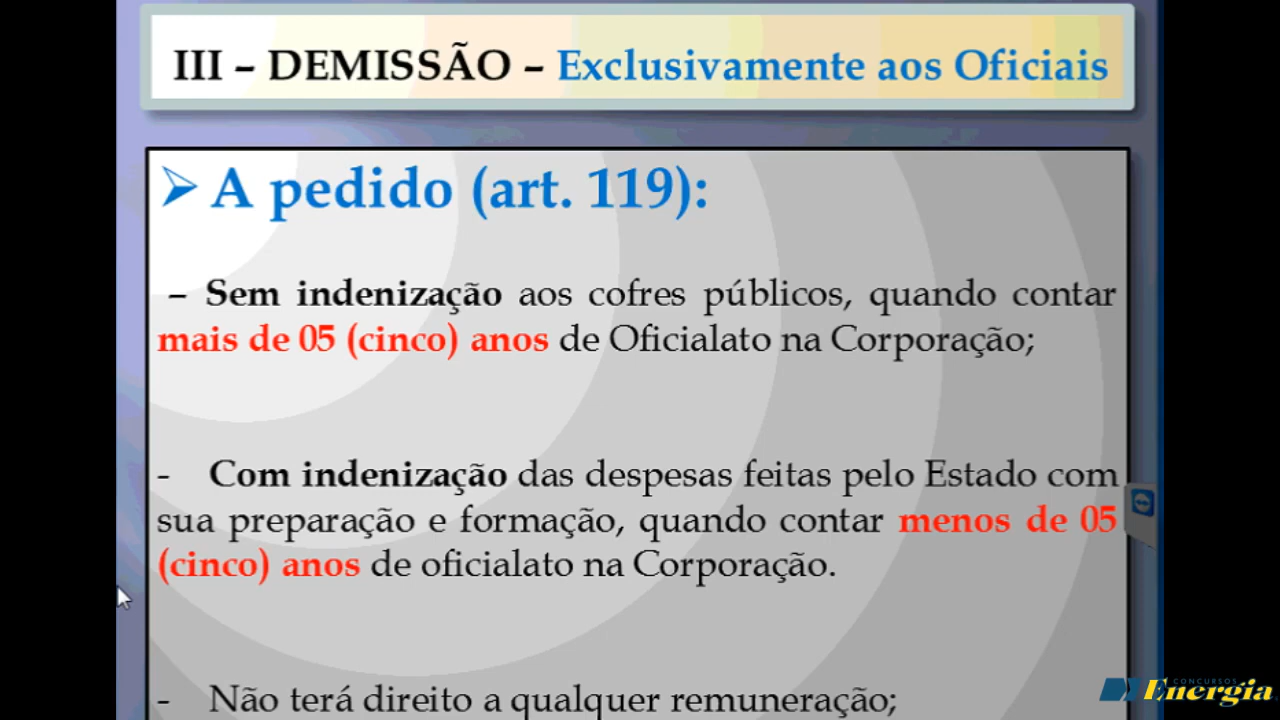 III – DEMISSÃO – Exclusivamente aos Oficiais
➢ A pedido (art. 119):
– Sem indenização aos cofres públicos, quando contar
mais de 05 (cinco) anos de Oficialato na Corporação;
- Com indenização das despesas feitas pelo Estado com
sua preparação e formação, quando contar menos de 05
(cinco) anos de oficialato na Corporação.
- Não terá direito a qualquer remuneração;
CONCURSOS
Energia